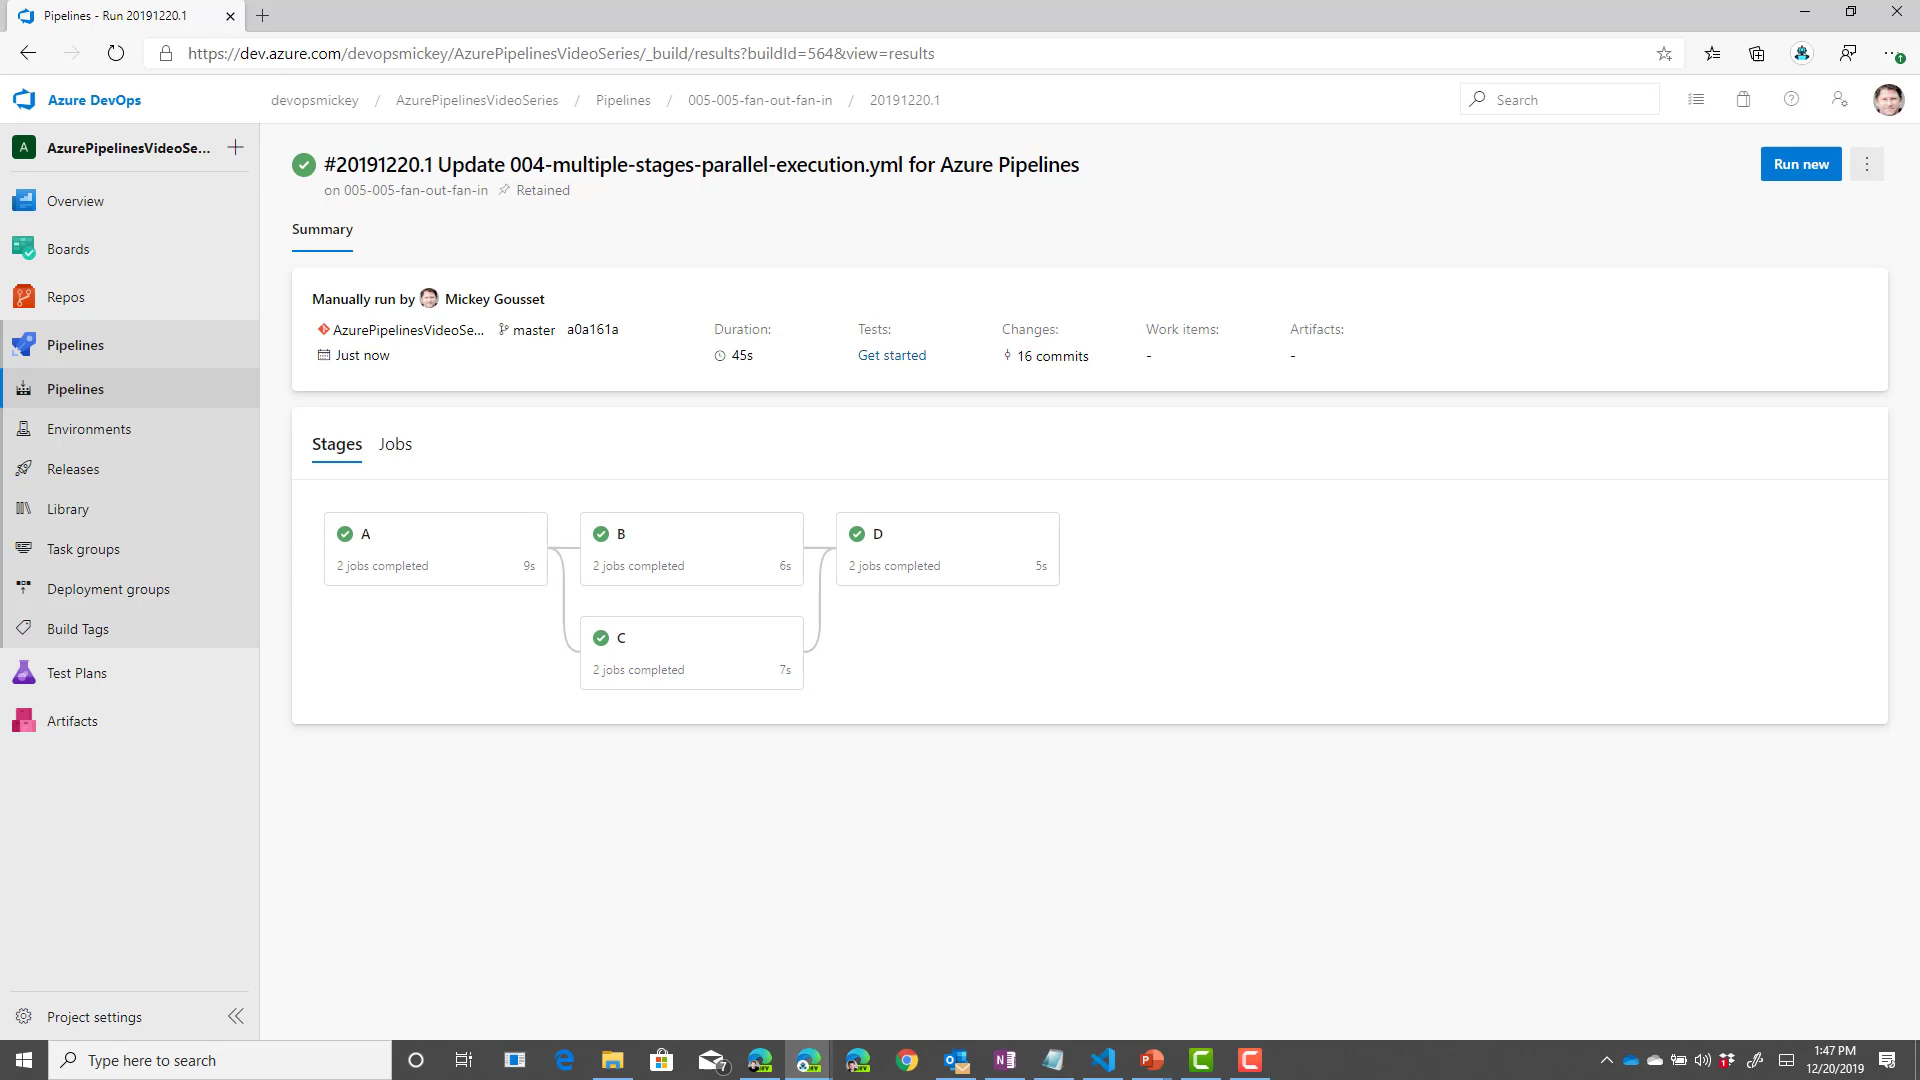 Pipelines - Run 20191220.1
https://dev.azure.com/devopsmickey/AzurePipelinesVideoSeries/_build/results?buildId=564&view=results
Azure DevOps
devopsmickey / AzurePipelinesVideoSeries / Pipelines / 005-005-fan-out-fan-in / 20191220.1
Search
A AzurePipelinesVideoSe...
Overview
Boards
Repos
Pipelines
Pipelines
Environments
Releases
Library
Task groups
Deployment groups
Build Tags
Test Plans
Artifacts
Project settings
#20191220.1 Update 004-multiple-stages-parallel-execution.yml for Azure Pipelines
on 005-005-fan-out-fan-in Retained
Run new
Summary
Manually run by Mickey Gousset
AzurePipelinesVideoSe... master a0a161a
Just now
Duration: Tests: Changes: Work items: Artifacts:
45s Get started 16 commits - -
Stages Jobs
A
2 jobs completed 9s
B
2 jobs completed 6s
D
2 jobs completed 5s
C
2 jobs completed 7s
Type here to search
7
1:47 PM
12/20/2019